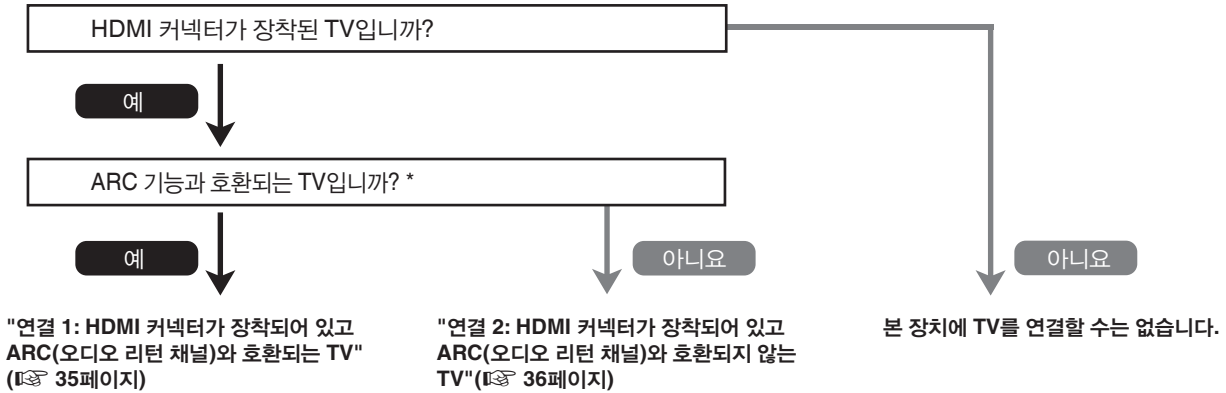 HDMI 커넥터가 장착된 TV입니까?
예
ARC 기능과 호환되는 TV입니까? *
예
아니요
아니요
"연결 1: HDMI 커넥터가 장착되어 있고
ARC(오디오 리턴 채널)와 호환되는 TV"
(☞ 35페이지)
"연결 2: HDMI 커넥터가 장착되어 있고
ARC(오디오 리턴 채널)와 호환되지 않는
TV"(☞ 36페이지)
본 장치에 TV를 연결할 수는 없습니다.